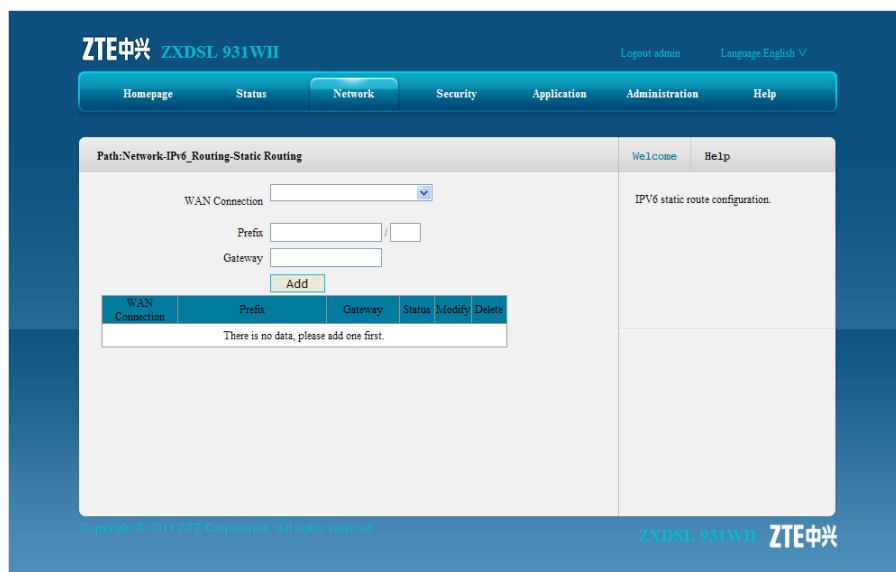 ZTE中兴 ZXDSL 931WII
Logout admin Language:English V
Homepage Status Network Security Application Administration Help
Path:Network-IPv6_Routing-Static Routing
Welcome Help
IPV6 static route configuration.
WAN Connection
Prefix /
Gateway
Add
WAN Connection Prefix Gateway Status Modify Delete
There is no data, please add one first.
Copyright © 2011 ZTE Corporation. All rights reserved.
ZXDSL 931WII ZTE中兴